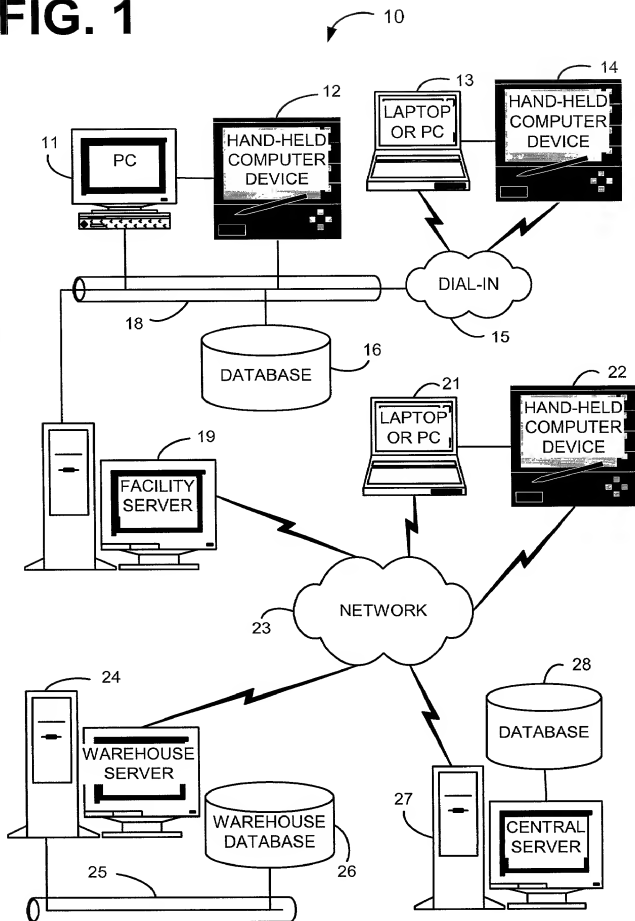 FIG. 1
10
11
PC
12
HAND-HELD
COMPUTER
DEVICE
13
LAPTOP
OR PC
14
HAND-HELD
COMPUTER
DEVICE
18
DIAL-IN
15
DATABASE
16
19
FACILITY
SERVER
21
LAPTOP
OR PC
22
HAND-HELD
COMPUTER
DEVICE
NETWORK
23
24
WAREHOUSE
SERVER
WAREHOUSE
DATABASE
26
25
28
DATABASE
27
CENTRAL
SERVER